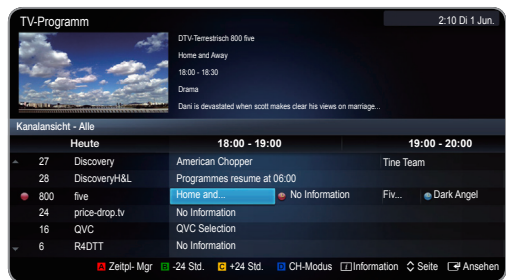 TV-Programm 2:10 Di 1 Jun.
DTV-Terrestrisch 800 five
Home and Away
18:00 - 18:30
Drama
Dani is devastated when scott makes clear his views on marriage...
Kanalansicht - Alle
Heute 18:00 - 19:00 19:00 - 20:00
27 Discovery American Chopper Tine Team
28 DiscoveryH&L Programmes resume at 06:00
800 five Home and... No Information Fiv... Dark Angel
24 price-drop.tv No Information
16 QVC QVC Selection
6 R4DTT No Information
A Zeitpl- Mgr B -24 Std. C +24 Std. D CH-Modus i Information Seite Ansehen